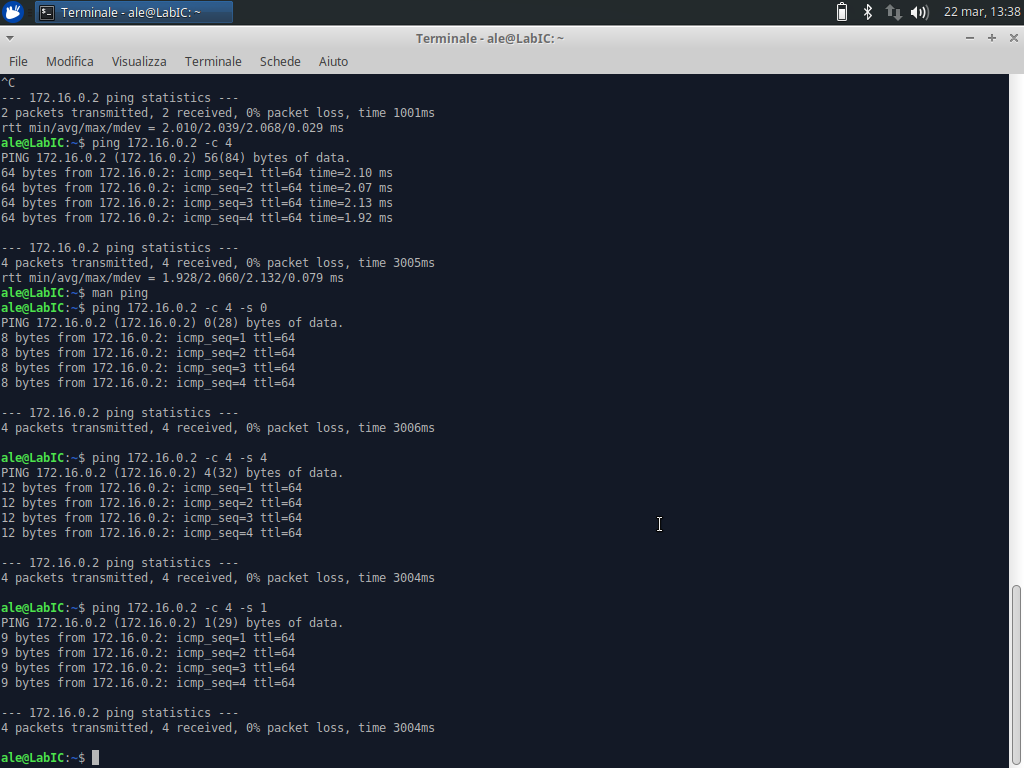 Terminale - ale@LabIC: ~
22 mar, 13:38
Terminale - ale@LabIC: ~
File Modifica Visualizza Terminale Schede Aiuto
^C
--- 172.16.0.2 ping statistics ---
2 packets transmitted, 2 received, 0% packet loss, time 1001ms
rtt min/avg/max/mdev = 2.010/2.039/2.068/0.029 ms
ale@LabIC:~$ ping 172.16.0.2 -c 4
PING 172.16.0.2 (172.16.0.2) 56(84) bytes of data.
64 bytes from 172.16.0.2: icmp_seq=1 ttl=64 time=2.10 ms
64 bytes from 172.16.0.2: icmp_seq=2 ttl=64 time=2.07 ms
64 bytes from 172.16.0.2: icmp_seq=3 ttl=64 time=2.13 ms
64 bytes from 172.16.0.2: icmp_seq=4 ttl=64 time=1.92 ms

--- 172.16.0.2 ping statistics ---
4 packets transmitted, 4 received, 0% packet loss, time 3005ms
rtt min/avg/max/mdev = 1.928/2.060/2.132/0.079 ms
ale@LabIC:~$ man ping
ale@LabIC:~$ ping 172.16.0.2 -c 4 -s 0
PING 172.16.0.2 (172.16.0.2) 0(28) bytes of data.
8 bytes from 172.16.0.2: icmp_seq=1 ttl=64
8 bytes from 172.16.0.2: icmp_seq=2 ttl=64
8 bytes from 172.16.0.2: icmp_seq=3 ttl=64
8 bytes from 172.16.0.2: icmp_seq=4 ttl=64

--- 172.16.0.2 ping statistics ---
4 packets transmitted, 4 received, 0% packet loss, time 3006ms

ale@LabIC:~$ ping 172.16.0.2 -c 4 -s 4
PING 172.16.0.2 (172.16.0.2) 4(32) bytes of data.
12 bytes from 172.16.0.2: icmp_seq=1 ttl=64
12 bytes from 172.16.0.2: icmp_seq=2 ttl=64
12 bytes from 172.16.0.2: icmp_seq=3 ttl=64
12 bytes from 172.16.0.2: icmp_seq=4 ttl=64

--- 172.16.0.2 ping statistics ---
4 packets transmitted, 4 received, 0% packet loss, time 3004ms

ale@LabIC:~$ ping 172.16.0.2 -c 4 -s 1
PING 172.16.0.2 (172.16.0.2) 1(29) bytes of data.
9 bytes from 172.16.0.2: icmp_seq=1 ttl=64
9 bytes from 172.16.0.2: icmp_seq=2 ttl=64
9 bytes from 172.16.0.2: icmp_seq=3 ttl=64
9 bytes from 172.16.0.2: icmp_seq=4 ttl=64

--- 172.16.0.2 ping statistics ---
4 packets transmitted, 4 received, 0% packet loss, time 3004ms

ale@LabIC:~$